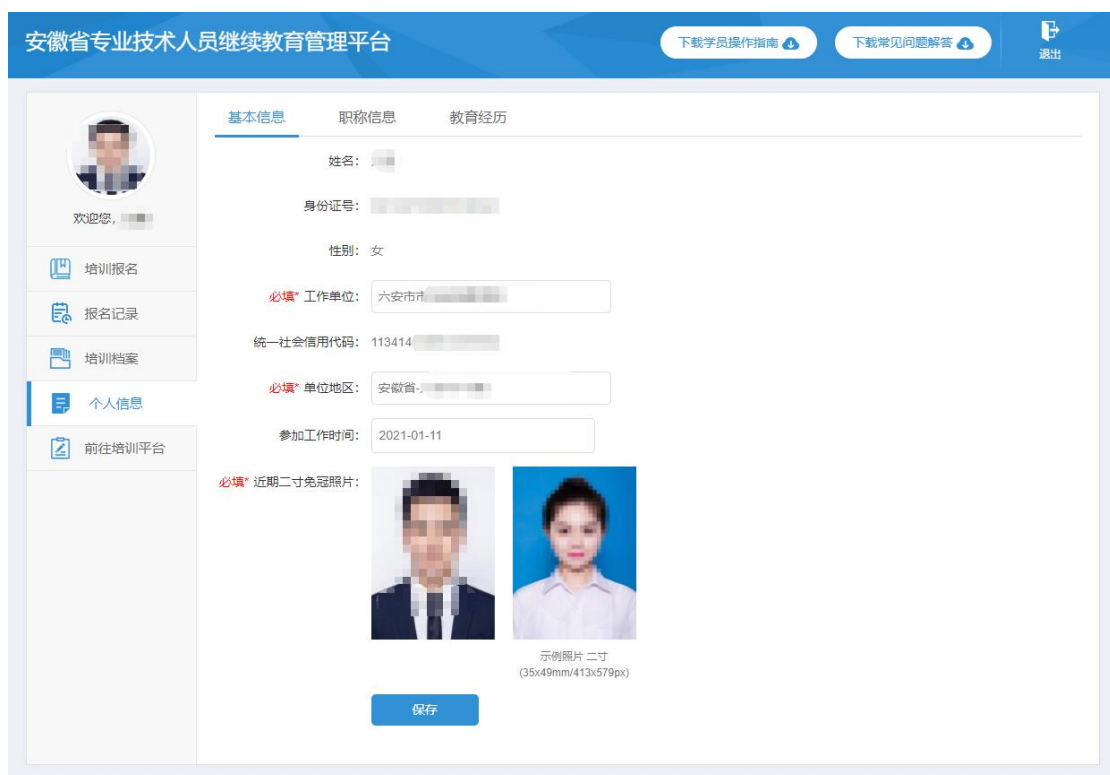 安徽省专业技术人员继续教育管理平台
下载学员操作指南
下载常见问题解答
退出
欢迎您,
培训报名
报名记录
培训档案
个人信息
前往培训平台
基本信息 职称信息 教育经历
姓名：
身份证号：
性别： 女
必填* 工作单位： 六安市市
统一社会信用代码： 113414
必填* 单位地区： 安徽省-
参加工作时间： 2021-01-11
必填* 近期二寸免冠照片：
示例照片 二寸
(35x49mm/413x579px)
保存